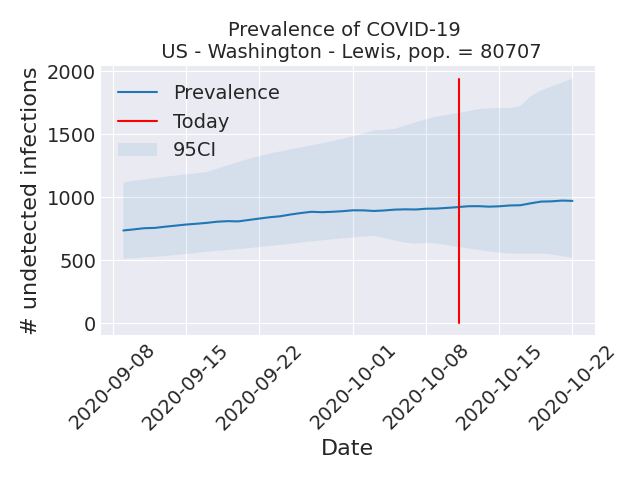 Prevalence of COVID-19
US - Washington - Lewis, pop. = 80707
# undetected infections
2000
1500
1000
500
0
Prevalence
Today
95CI
2020-09-08
2020-09-15
2020-09-22
2020-10-01
2020-10-08
2020-10-15
2020-10-22
Date